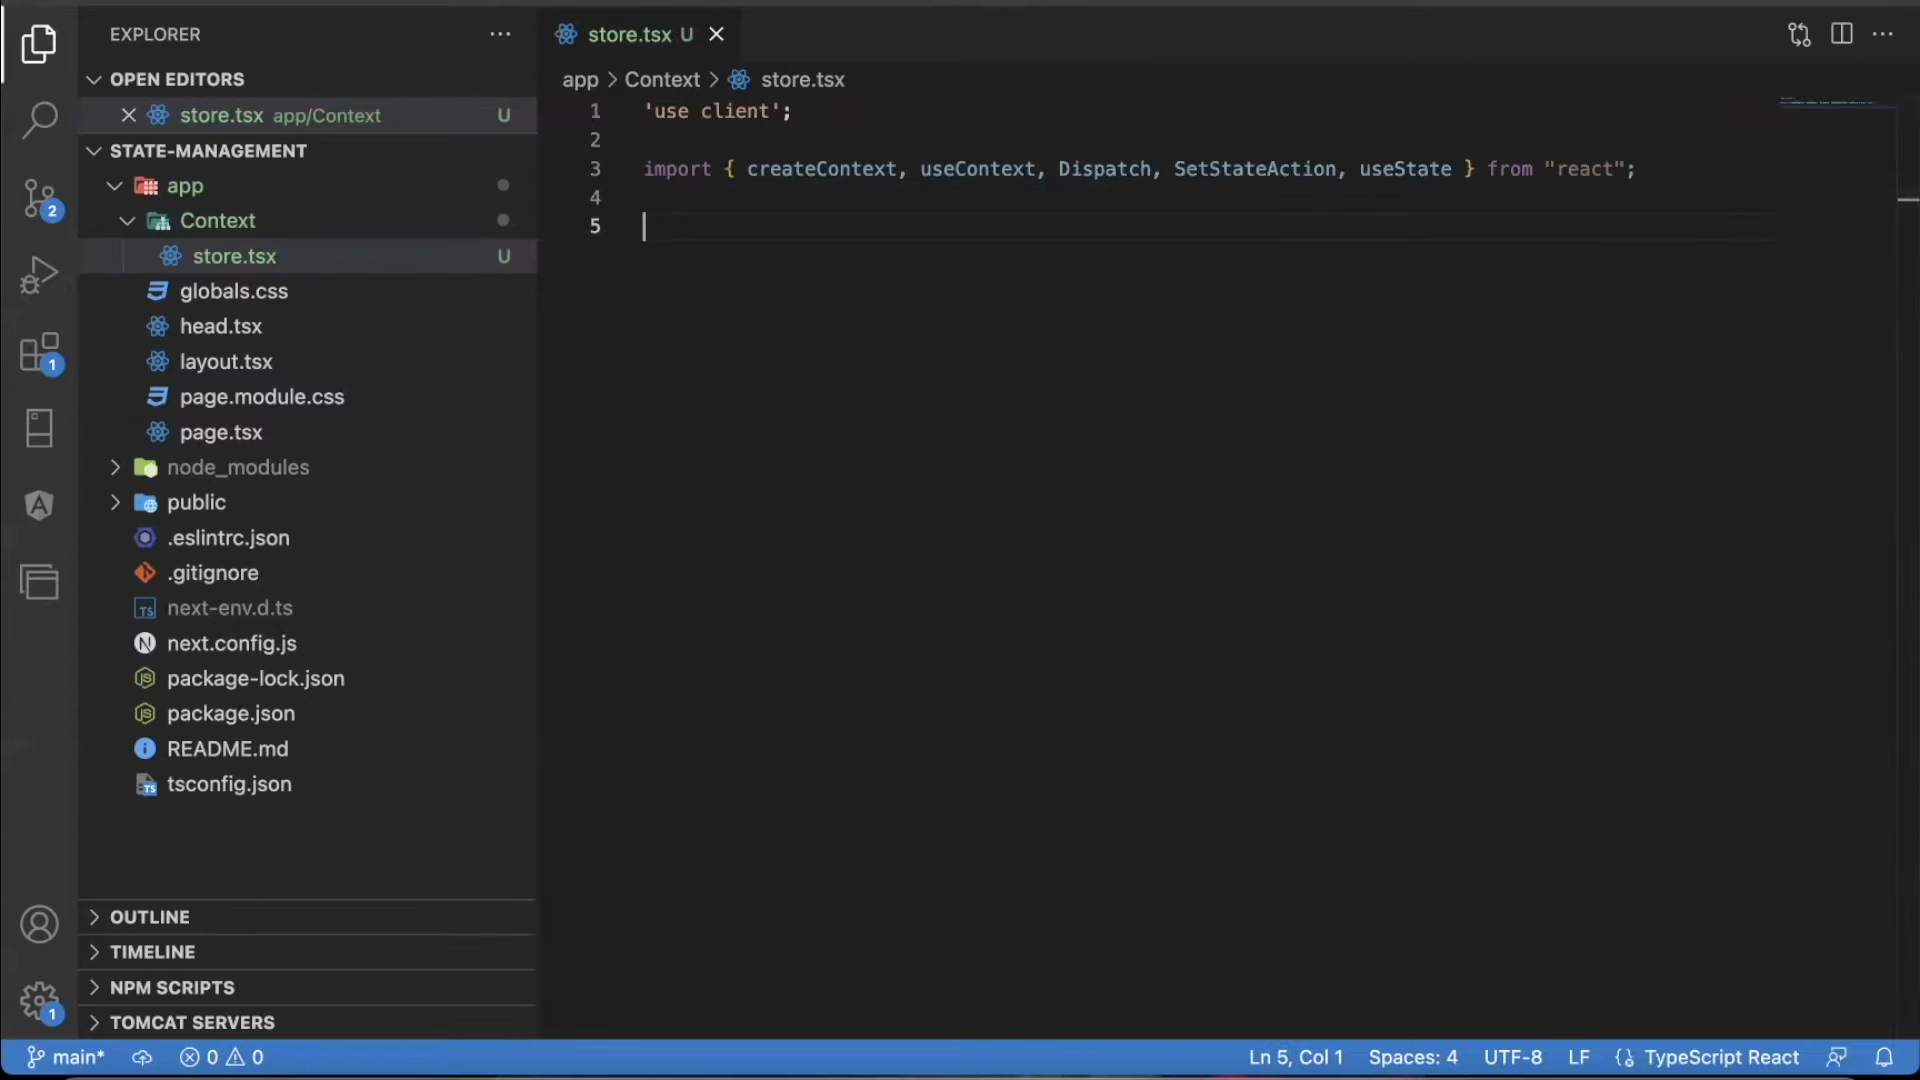 EXPLORER
OPEN EDITORS
store.tsx app/Context U
STATE-MANAGEMENT
app
Context
store.tsx U
globals.css
head.tsx
layout.tsx
page.module.css
page.tsx
node_modules
public
.eslintrc.json
.gitignore
next-env.d.ts
next.config.js
package-lock.json
package.json
README.md
tsconfig.json
OUTLINE
TIMELINE
NPM SCRIPTS
TOMCAT SERVERS
2
1
1
store.tsx U
app > Context > store.tsx
1 'use client';
2
3 import { createContext, useContext, Dispatch, SetStateAction, useState } from "react";
4
5
main* 0 0 Ln 5, Col 1 Spaces: 4 UTF-8 LF TypeScript React